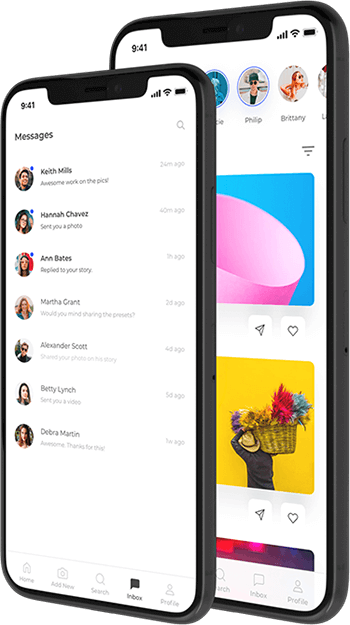 9:41
Messages
Keith Mills
24m ago
Awesome work on the pics!
Hannah Chavez
40m ago
Sent you a photo
Ann Bates
1h ago
Replied to your story.
Martha Grant
2d ago
Would you mind sharing the presets?
Alexander Scott
4d ago
Shared your photo on his story
Betty Lynch
5d ago
Sent you a video
Debra Martin
1w ago
Awesome. Thanks for this!
Home
Add New
Search
Inbox
Profile
9:41
cie
Philip
Brittany
L
Search
Inbox
Profile